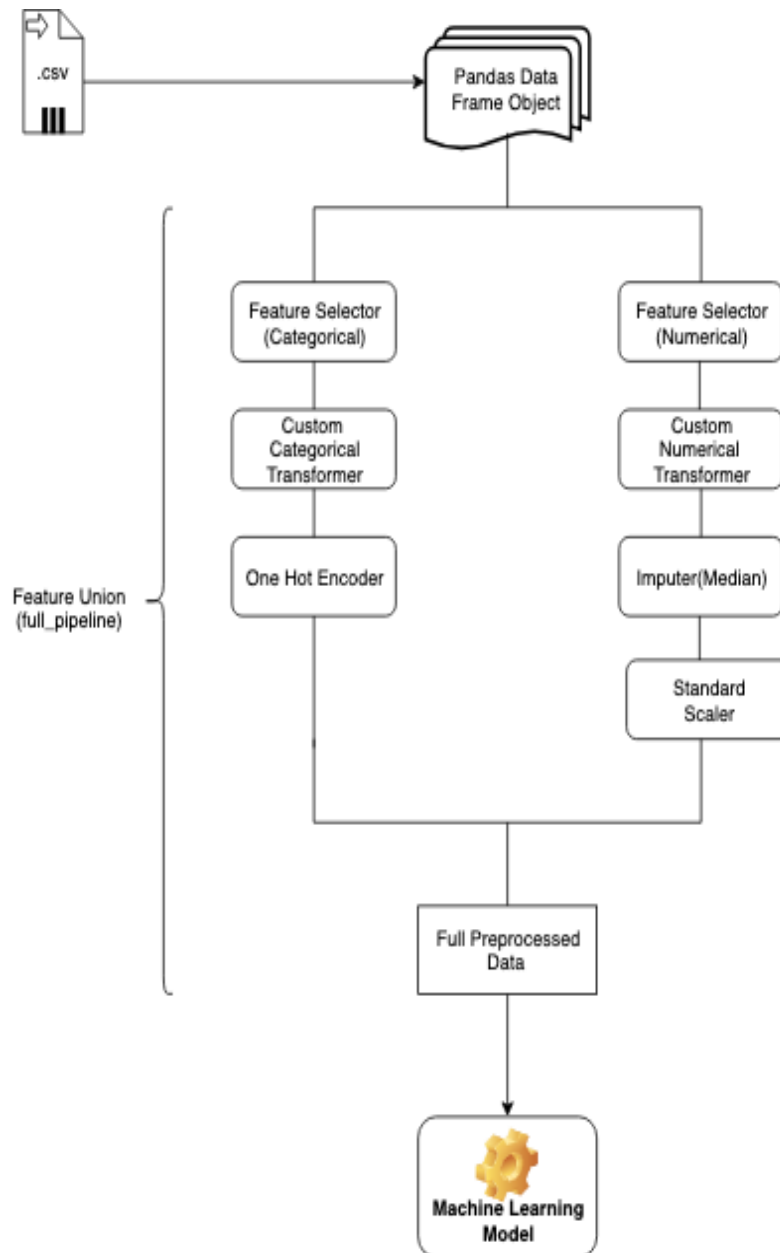 .csv
Pandas Data
Frame Object
Feature Selector
(Categorical)
Feature Selector
(Numerical)
Custom
Categorical
Transformer
Custom
Numerical
Transformer
One Hot Encoder
Imputer(Median)
Feature Union
(full_pipeline)
Standard
Scaler
Full Preprocessed
Data
Machine Learning
Model